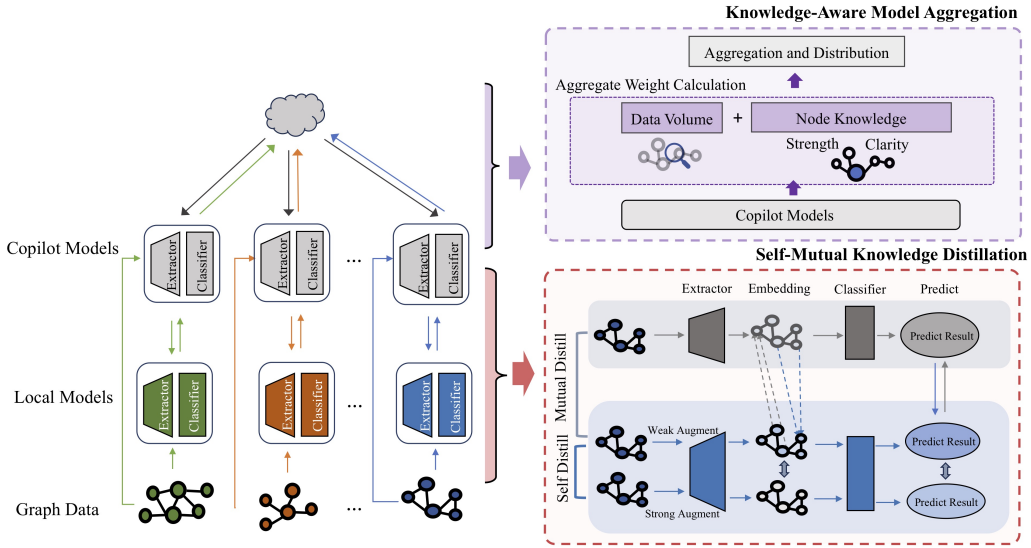 Knowledge-Aware Model Aggregation
Aggregation and Distribution
Aggregate Weight Calculation
Data Volume
+
Node Knowledge
Strength
Clarity
Copilot Models
Copilot Models
Extractor
Classifier
Extractor
Classifier
...
Extractor
Classifier
Local Models
Extractor
Classifier
Extractor
Classifier
...
Extractor
Classifier
Graph Data
...
Self-Mutual Knowledge Distillation
Extractor
Embedding
Classifier
Predict
Mutual Distill
Self Distill
Predict Result
Weak Augment
Predict Result
Strong Augment
Predict Result